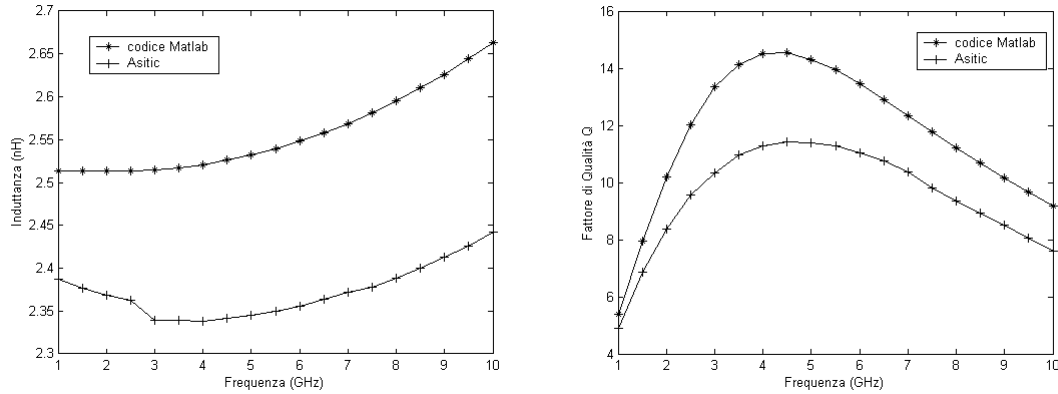 2.7
2.65
2.6
2.55
2.5
2.45
2.4
2.35
2.3
Induttanza (nH)
codice Matlab
Asitic
1 2 3 4 5 6 7 8 9 10
Frequenza (GHz)
16
14
12
10
8
6
4
Fattore di Qualità Q
codice Matlab
Asitic
1 2 3 4 5 6 7 8 9 10
Frequenza (GHz)